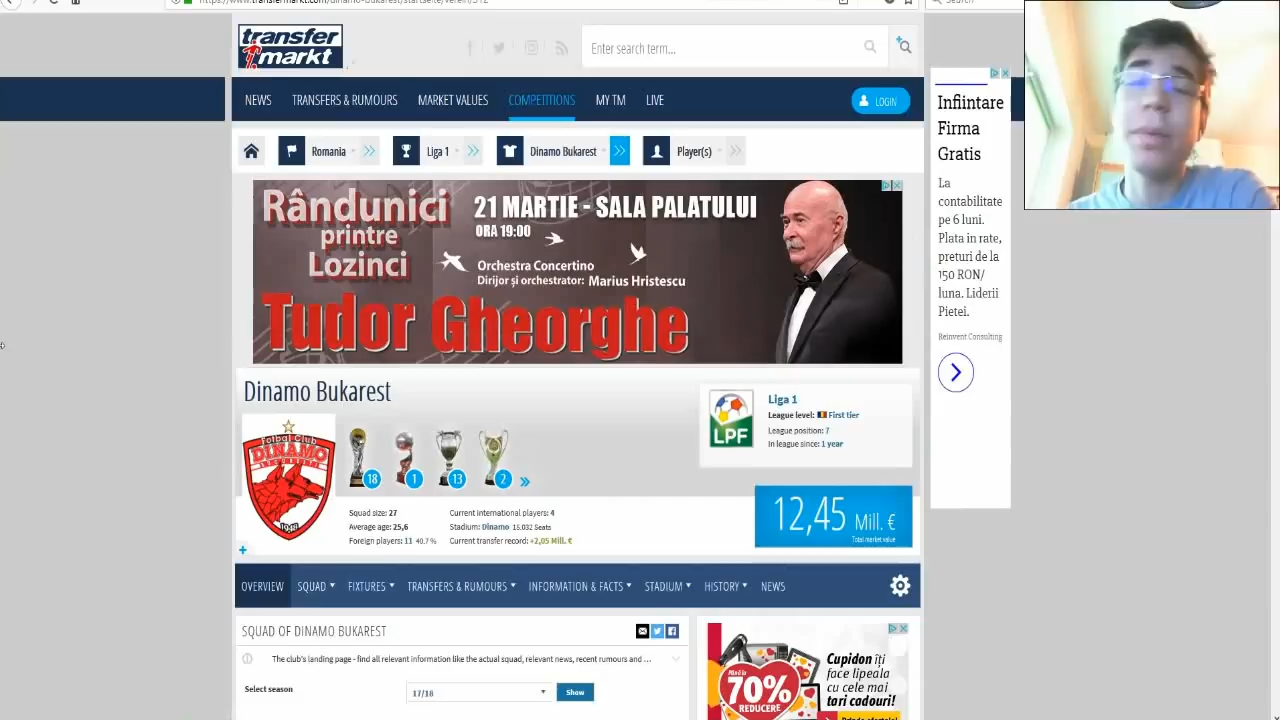 transfer
markt
Enter search term...
NEWS TRANSFERS & RUMOURS MARKET VALUES COMPETITIONS MY TM LIVE
LOGIN
Romania Liga 1 Dinamo Bukarest Player(s)
Rândunici
printre
Lozinci
21 MARTIE - SALA PALATULUI
ORA 19:00
Orchestra Concertino
Dirijor și orchestrator: Marius Hristescu
Tudor Gheorghe
Infiintare
Firma
Gratis
La
contabilitate
pe 6 luni.
Plata in rate,
preturi de la
150 RON/
luna. Liderii
Pietei.
Reinvent Consulting
Dinamo Bukarest
Fotbal Club
DINAMO
BUCUREȘTI
1948
18 1 13 2
Squad size: 27
Average age: 25,6
Foreign players: 11 40.7 %
Current international players: 4
Stadium: Dinamo 15.032 Seats
Current transfer record: +2,05 Mill. €
LPF
Liga 1
League level: First tier
League position: 7
In league since: 1 year
12,45 Mill. €
Total market value
OVERVIEW SQUAD FIXTURES TRANSFERS & RUMOURS INFORMATION & FACTS STADIUM HISTORY NEWS
SQUAD OF DINAMO BUKAREST
The club's landing page - find all relevant information like the actual squad, relevant news, recent rumours and ...
Select season
17/18
Show
Până la
70%
REDUCERE
Cupidon îți
face lipeala
cu cele mai
tari cadouri!